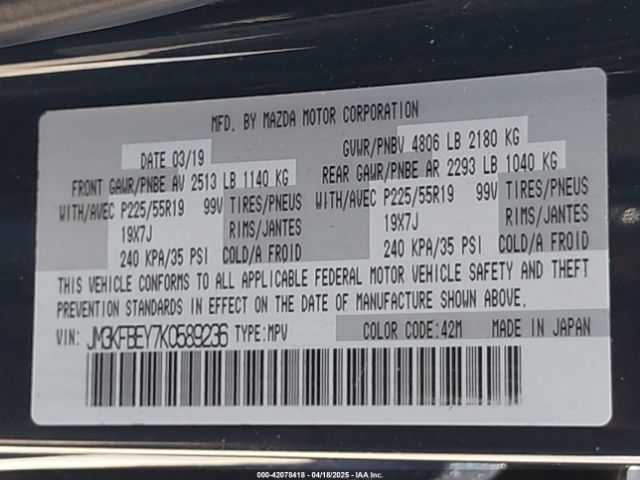 MFD. BY MAZDA MOTOR CORPORATION
DATE 03/19
GVWR/PNBV 4806 LB 2180 KG
FRONT GAWR/PNBE AV 2513 LB 1140 KG
REAR GAWR/PNBE AR 2293 LB 1040 KG
WITH/AVEC P225/55R19 99V TIRES/PNEUS WITH/AVEC P225/55R19 99V TIRES/PNEUS
19X7J RIMS/JANTES 19X7J RIMS/JANTES
240 KPA/35 PSI COLD/A FROID 240 KPA/35 PSI COLD/A FROID
THIS VEHICLE CONFORMS TO ALL APPLICABLE FEDERAL MOTOR VEHICLE SAFETY AND THEFT
PREVENTION STANDARDS IN EFFECT ON THE DATE OF MANUFACTURE SHOWN ABOVE.
VIN: JM3KFBEY7K0589236 TYPE:MPV COLOR CODE:42M MADE IN JAPAN
000-42078418 - 04/18/2025 - IAA Inc.